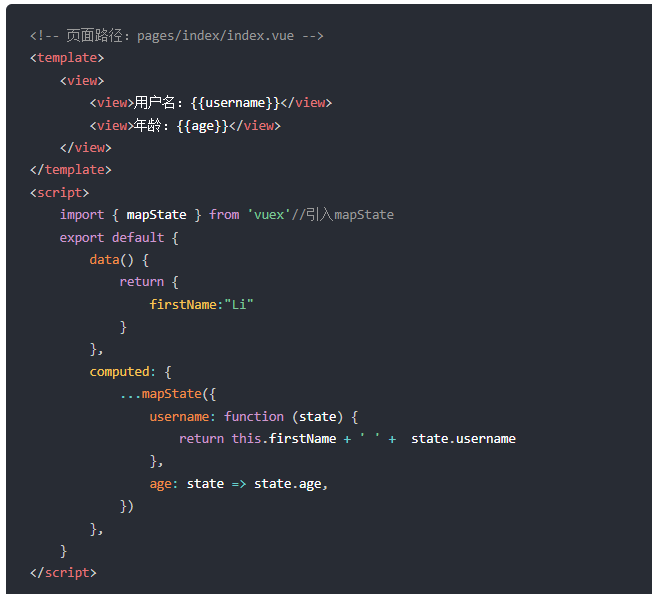 <!-- 页面路径：pages/index/index.vue -->
<template>
    <view>
        <view>用户名：{{username}}</view>
        <view>年龄：{{age}}</view>
    </view>
</template>
<script>
    import { mapState } from 'vuex'//引入mapState
    export default {
        data() {
            return {
                firstName:"Li"
            }
        },
        computed: {
            ...mapState({
                username: function (state) {
                    return this.firstName + ' ' +  state.username
                },
                age: state => state.age,
            })
        },
    }
</script>